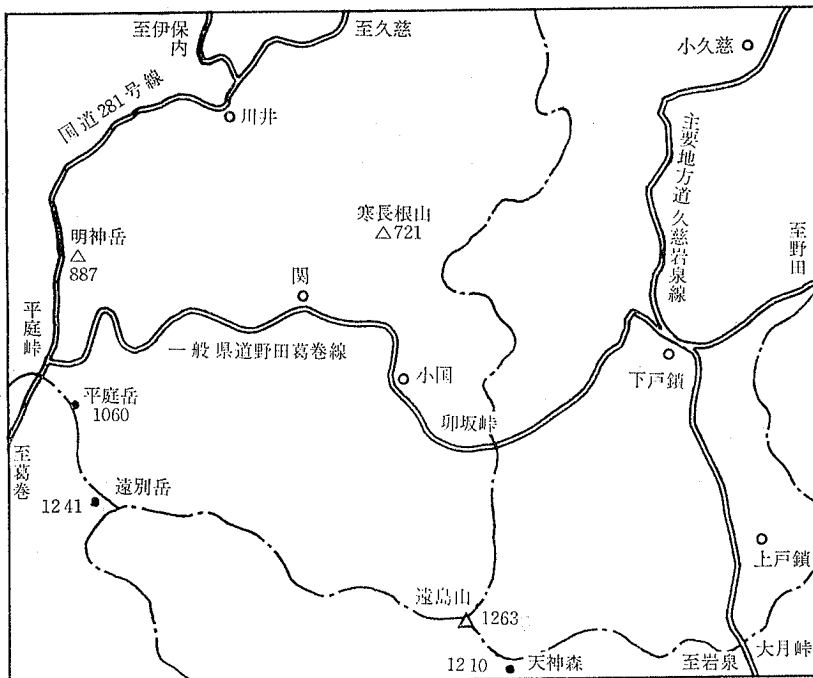 至伊保内
至久慈
小久慈
国道281号線
川井
主要地方道 久慈岩泉線
寒長根山
△721
明神岳
△
887
至野田
関
平庭峠
一般県道野田葛巻線
小国
下戸鎖
平庭岳
1060
卯坂峠
至葛巻
遠別岳
1241
上戸鎖
遠島山
△1263
大月峠
至岩泉
1210
天神森